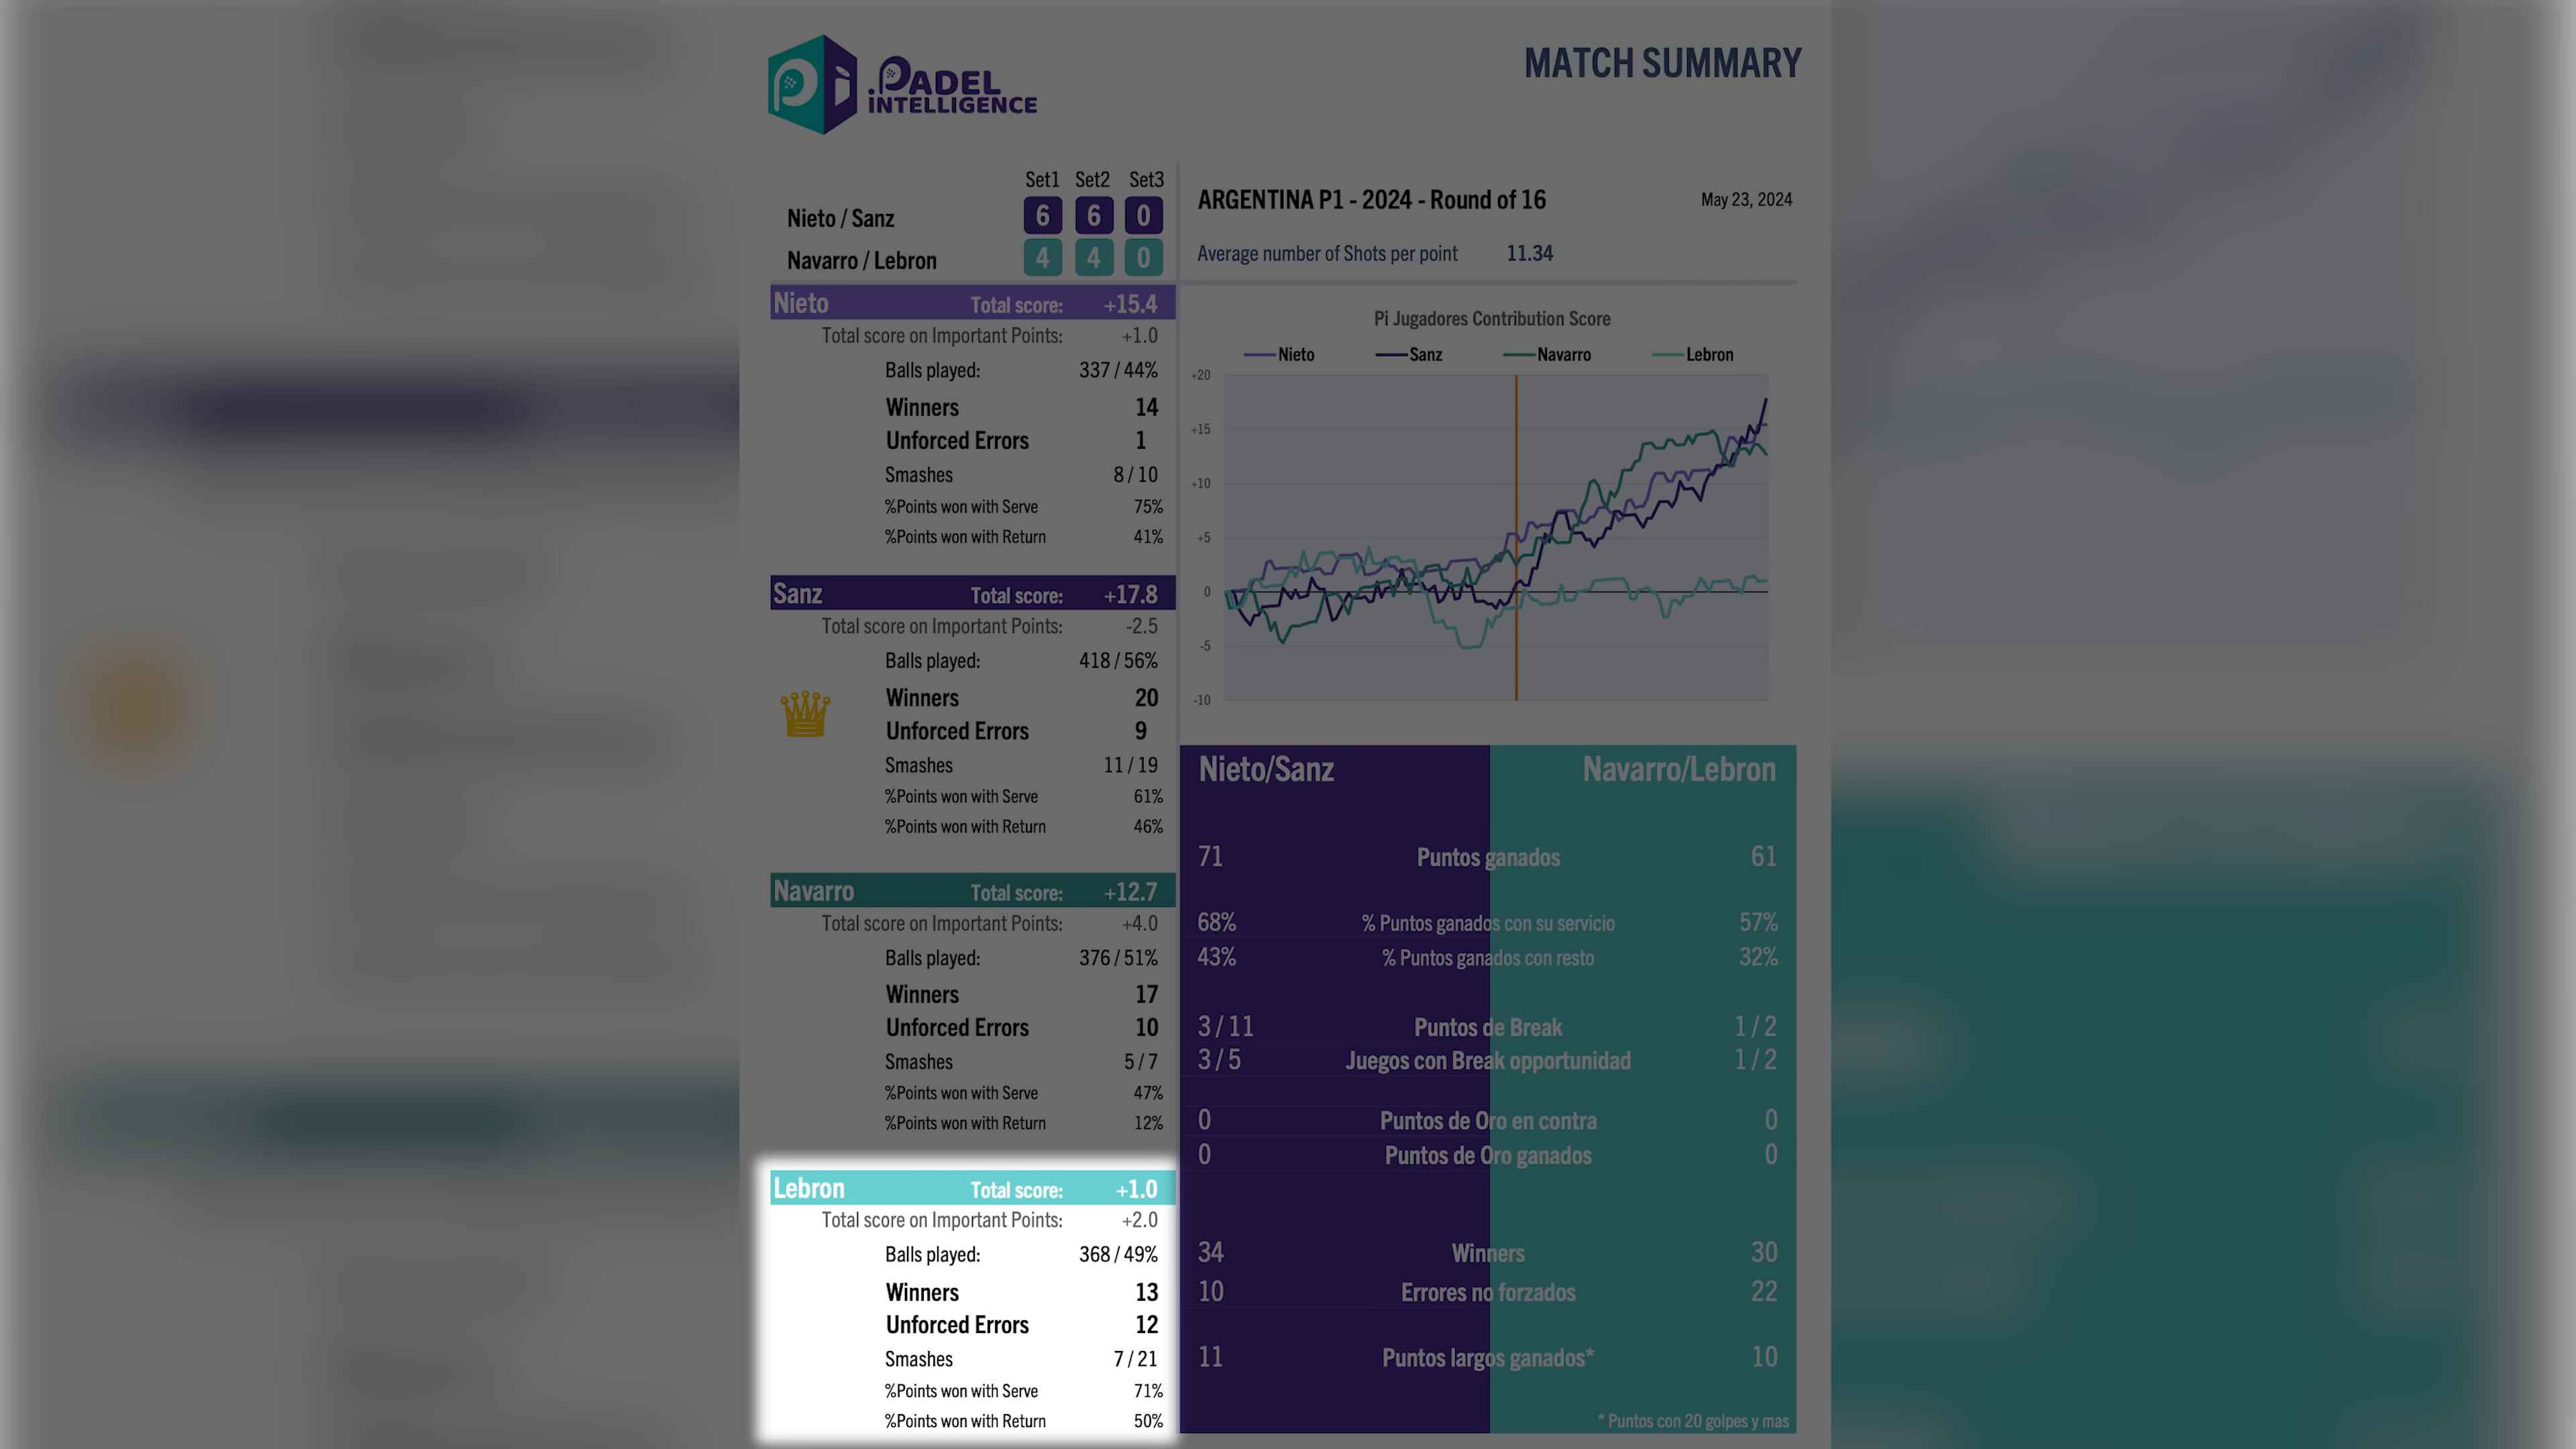 PADEL
INTELLIGENCE
MATCH SUMMARY
Set1 Set2 Set3
Nieto / Sanz 6 6 0
Navarro / Lebron 4 4 0
ARGENTINA P1 - 2024 - Round of 16 May 23, 2024
Average number of Shots per point 11.34
Nieto Total score: +15.4
Total score on Important Points: +1.0
Balls played: 337 / 44%
Winners 14
Unforced Errors 1
Smashes 8 / 10
%Points won with Serve 75%
%Points won with Return 41%
Sanz Total score: +17.8
Total score on Important Points: -2.5
Balls played: 418 / 56%
Winners 20
Unforced Errors 9
Smashes 11 / 19
%Points won with Serve 61%
%Points won with Return 46%
Navarro Total score: +12.7
Total score on Important Points: +4.0
Balls played: 376 / 51%
Winners 17
Unforced Errors 10
Smashes 5 / 7
%Points won with Serve 47%
%Points won with Return 12%
Lebron Total score: +1.0
Total score on Important Points: +2.0
Balls played: 368 / 49%
Winners 13
Unforced Errors 12
Smashes 7 / 21
%Points won with Serve 71%
%Points won with Return 50%
Pi Jugadores Contribution Score
Nieto Sanz Navarro Lebron
+20
+15
+10
+5
0
-5
-10
Nieto/Sanz Navarro/Lebron
71 Puntos ganados 61
68% % Puntos ganados con su servicio 57%
43% % Puntos ganados con resto 32%
3 / 11 Puntos de Break 1 / 2
3 / 5 Juegos con Break opportunidad 1 / 2
0 Puntos de Oro en contra 0
0 Puntos de Oro ganados 0
34 Winners 30
10 Errores no forzados 22
11 Puntos largos ganados* 10
* Puntos con 20 golpes y mas